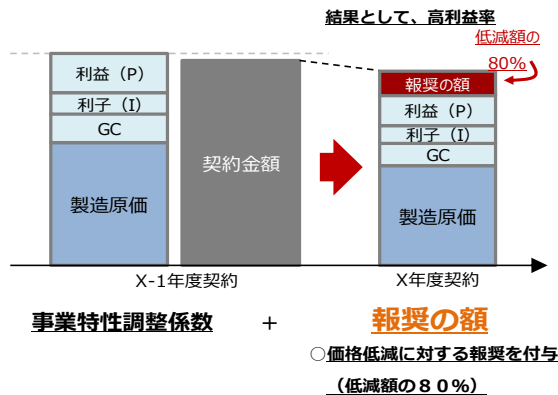 結果として、高利益率
低減額の
80%
利益（P）
利子（I）
GC
製造原価
契約金額
報奨の額
利益（P）
利子（I）
GC
製造原価
X-1年度契約
X年度契約
事業特性調整係数 + 報奨の額
○価格低減に対する報奨を付与
（低減額の８０％）